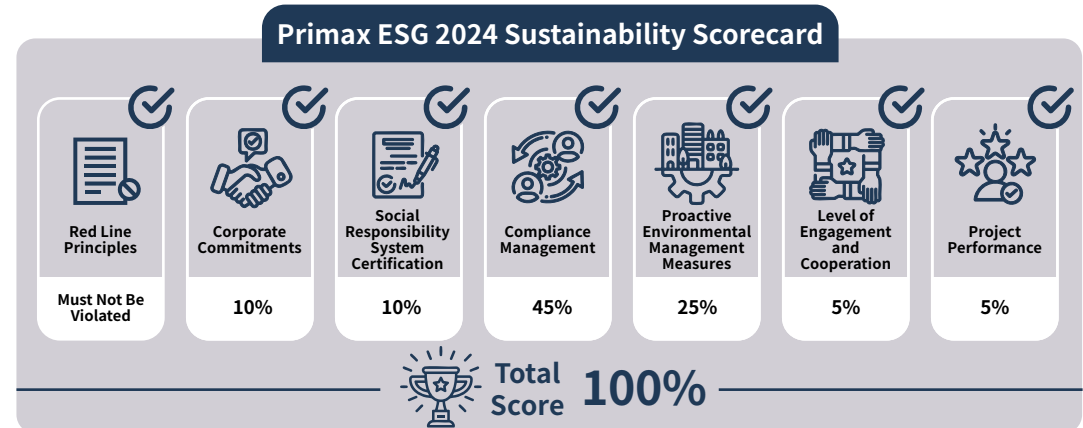 Primax ESG 2024 Sustainability Scorecard
Red Line
Principles
Must Not Be
Violated
Corporate
Commitments
10%
Social
Responsibility
System
Certification
10%
Compliance
Management
45%
Proactive
Environmental
Management
Measures
25%
Level of
Engagement
and
Cooperation
5%
Project
Performance
5%
Total
Score
100%